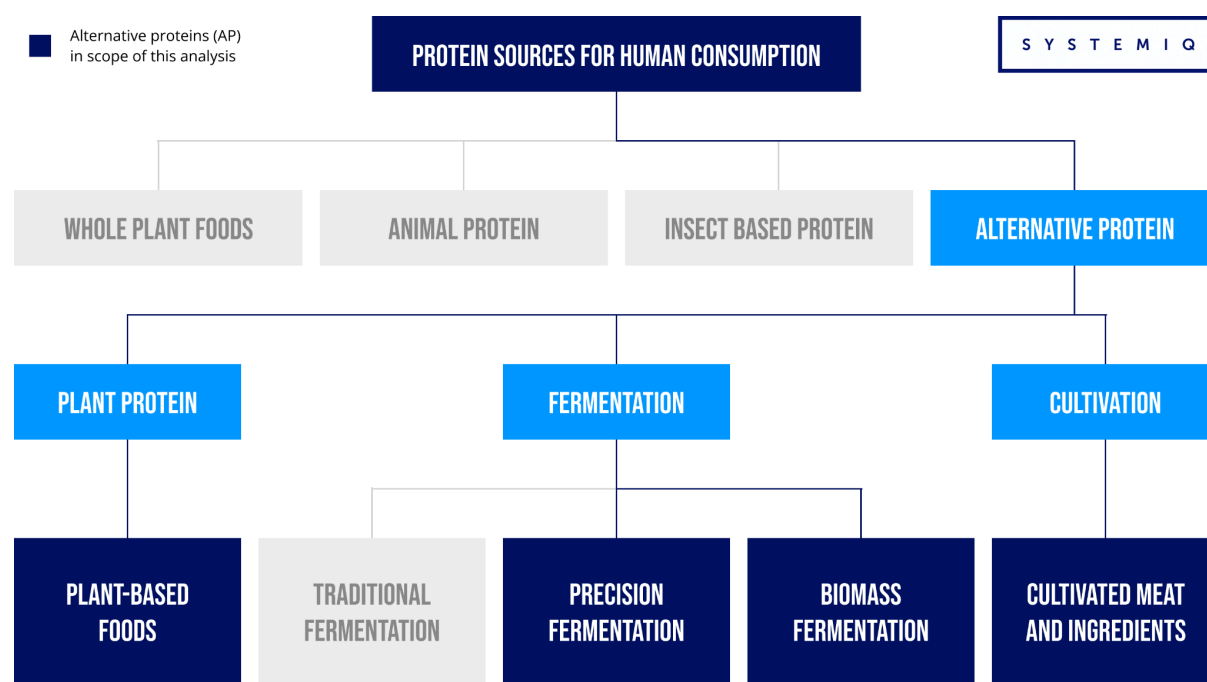 Alternative proteins (AP)
in scope of this analysis
PROTEIN SOURCES FOR HUMAN CONSUMPTION
SYSTEMIQ
WHOLE PLANT FOODS
ANIMAL PROTEIN
INSECT BASED PROTEIN
ALTERNATIVE PROTEIN
PLANT PROTEIN
FERMENTATION
CULTIVATION
PLANT-BASED
FOODS
TRADITIONAL
FERMENTATION
PRECISION
FERMENTATION
BIOMASS
FERMENTATION
CULTIVATED MEAT
AND INGREDIENTS